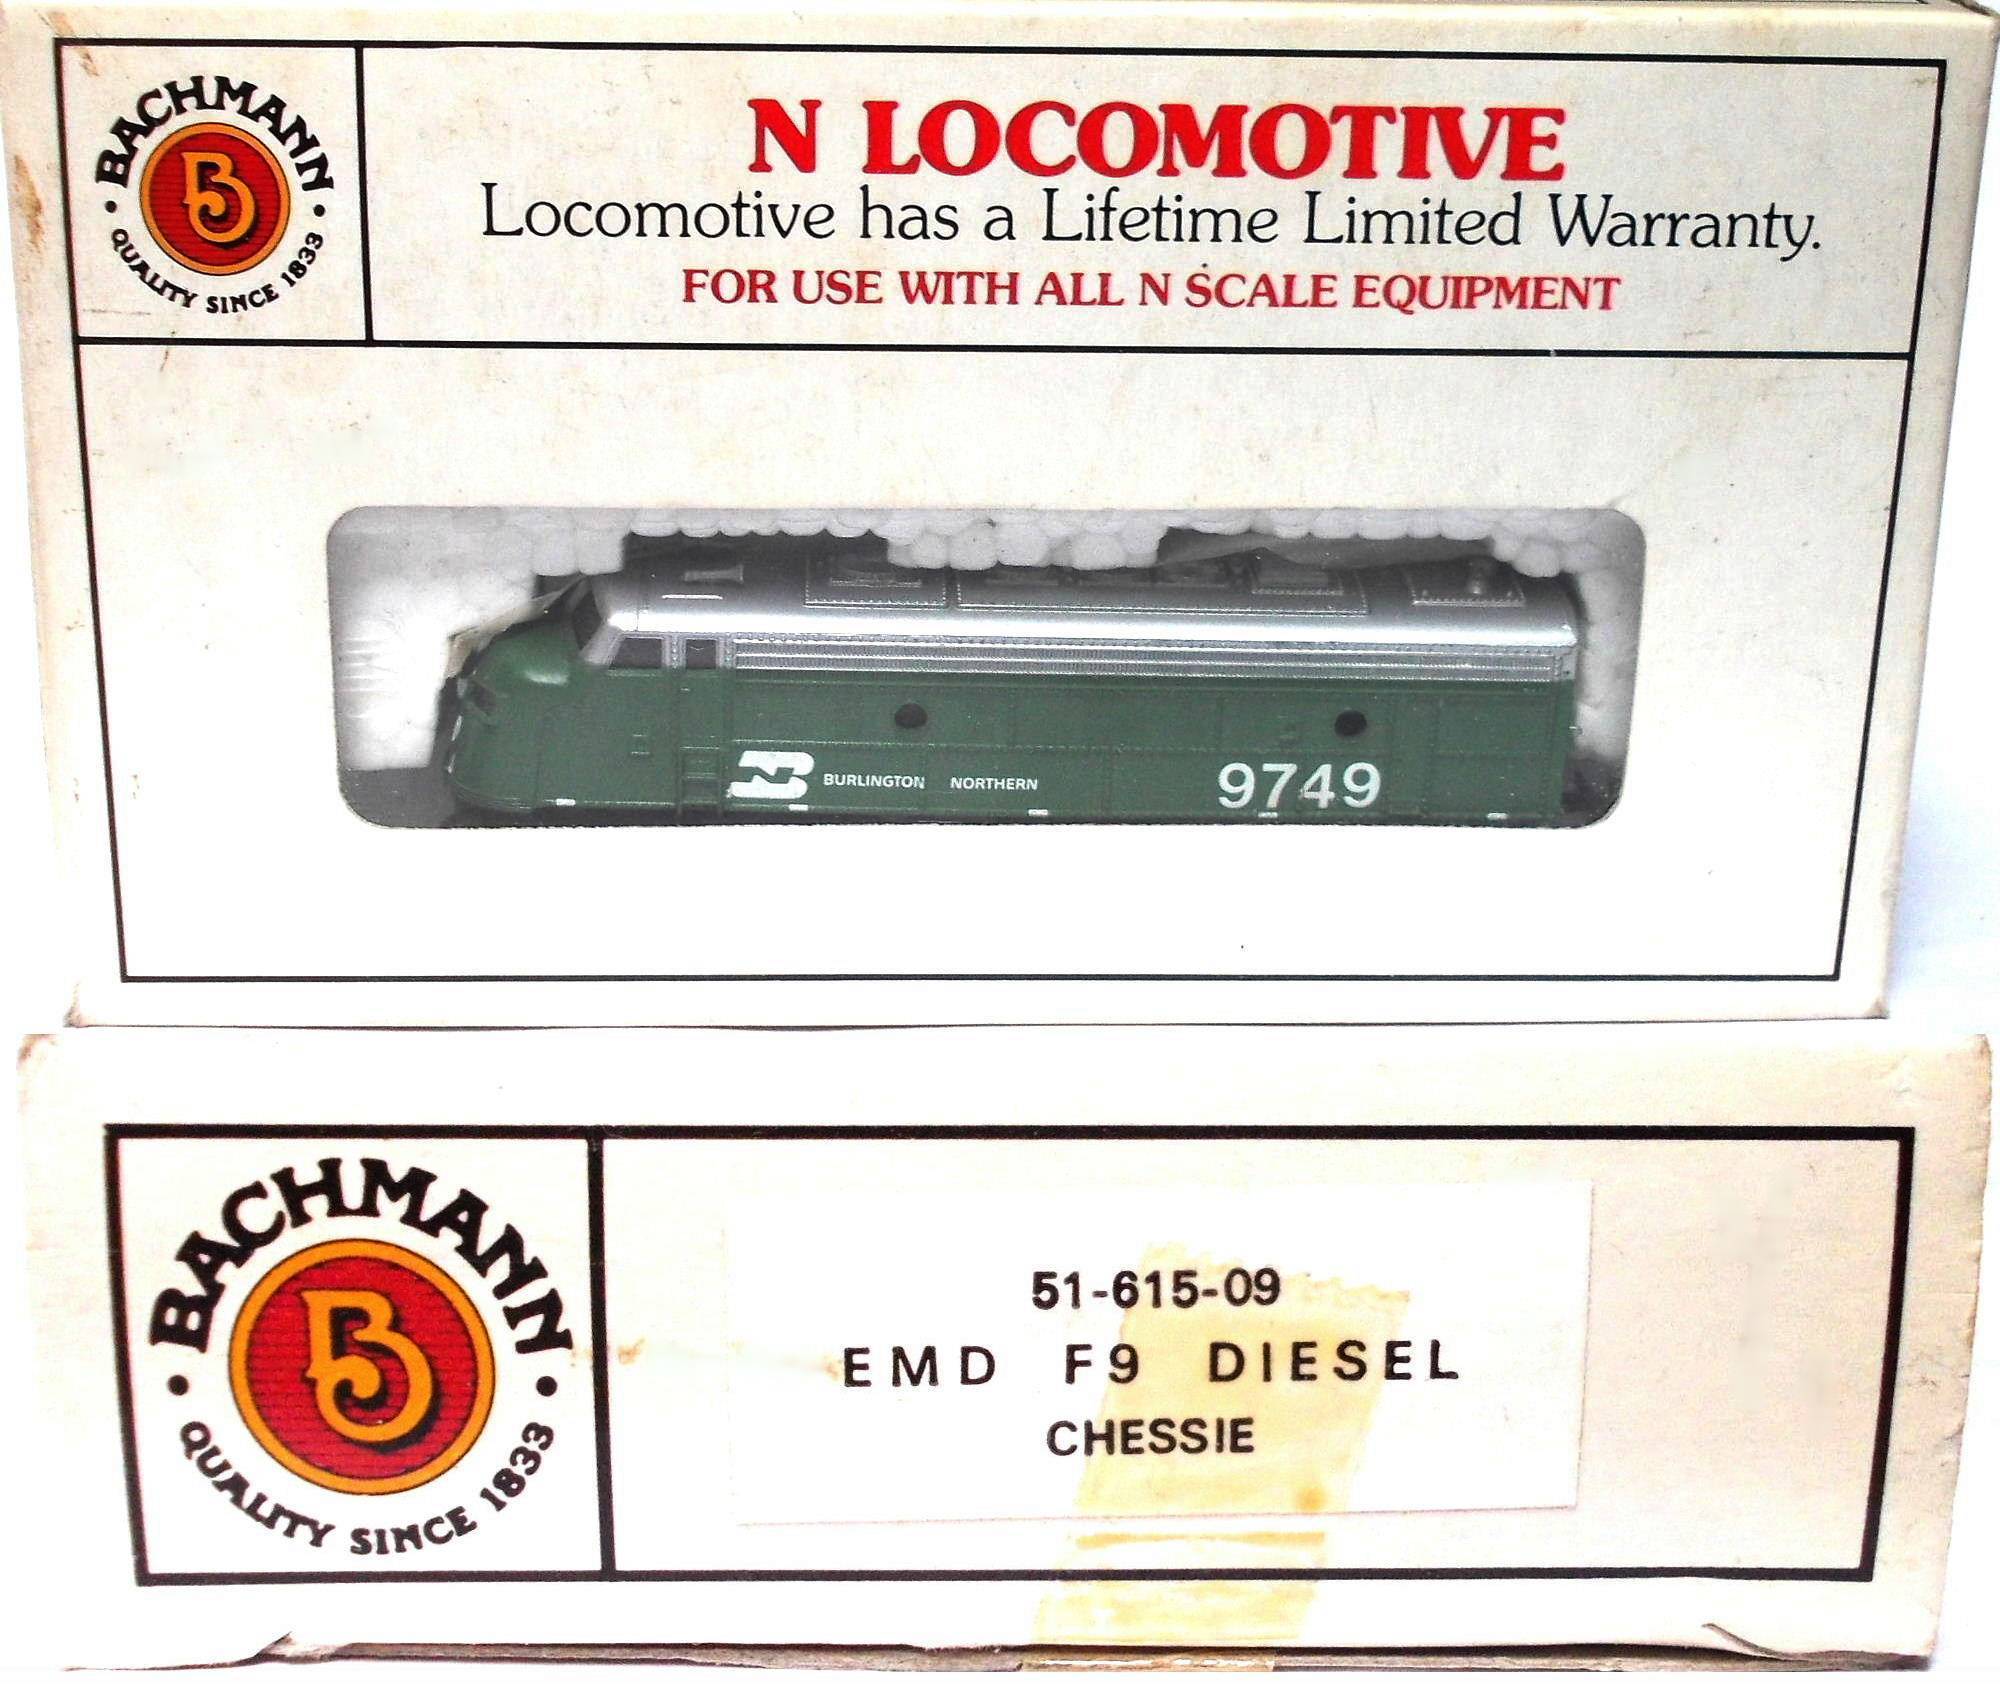 BACHMANN
B
· QUALITY SINCE 1833 ·
N LOCOMOTIVE
Locomotive has a Lifetime Limited Warranty.
FOR USE WITH ALL N SCALE EQUIPMENT
BN BURLINGTON NORTHERN
9749
BACHMANN
B
· QUALITY SINCE 1833 ·
51-615-09
EMD F9 DIESEL
CHESSIE